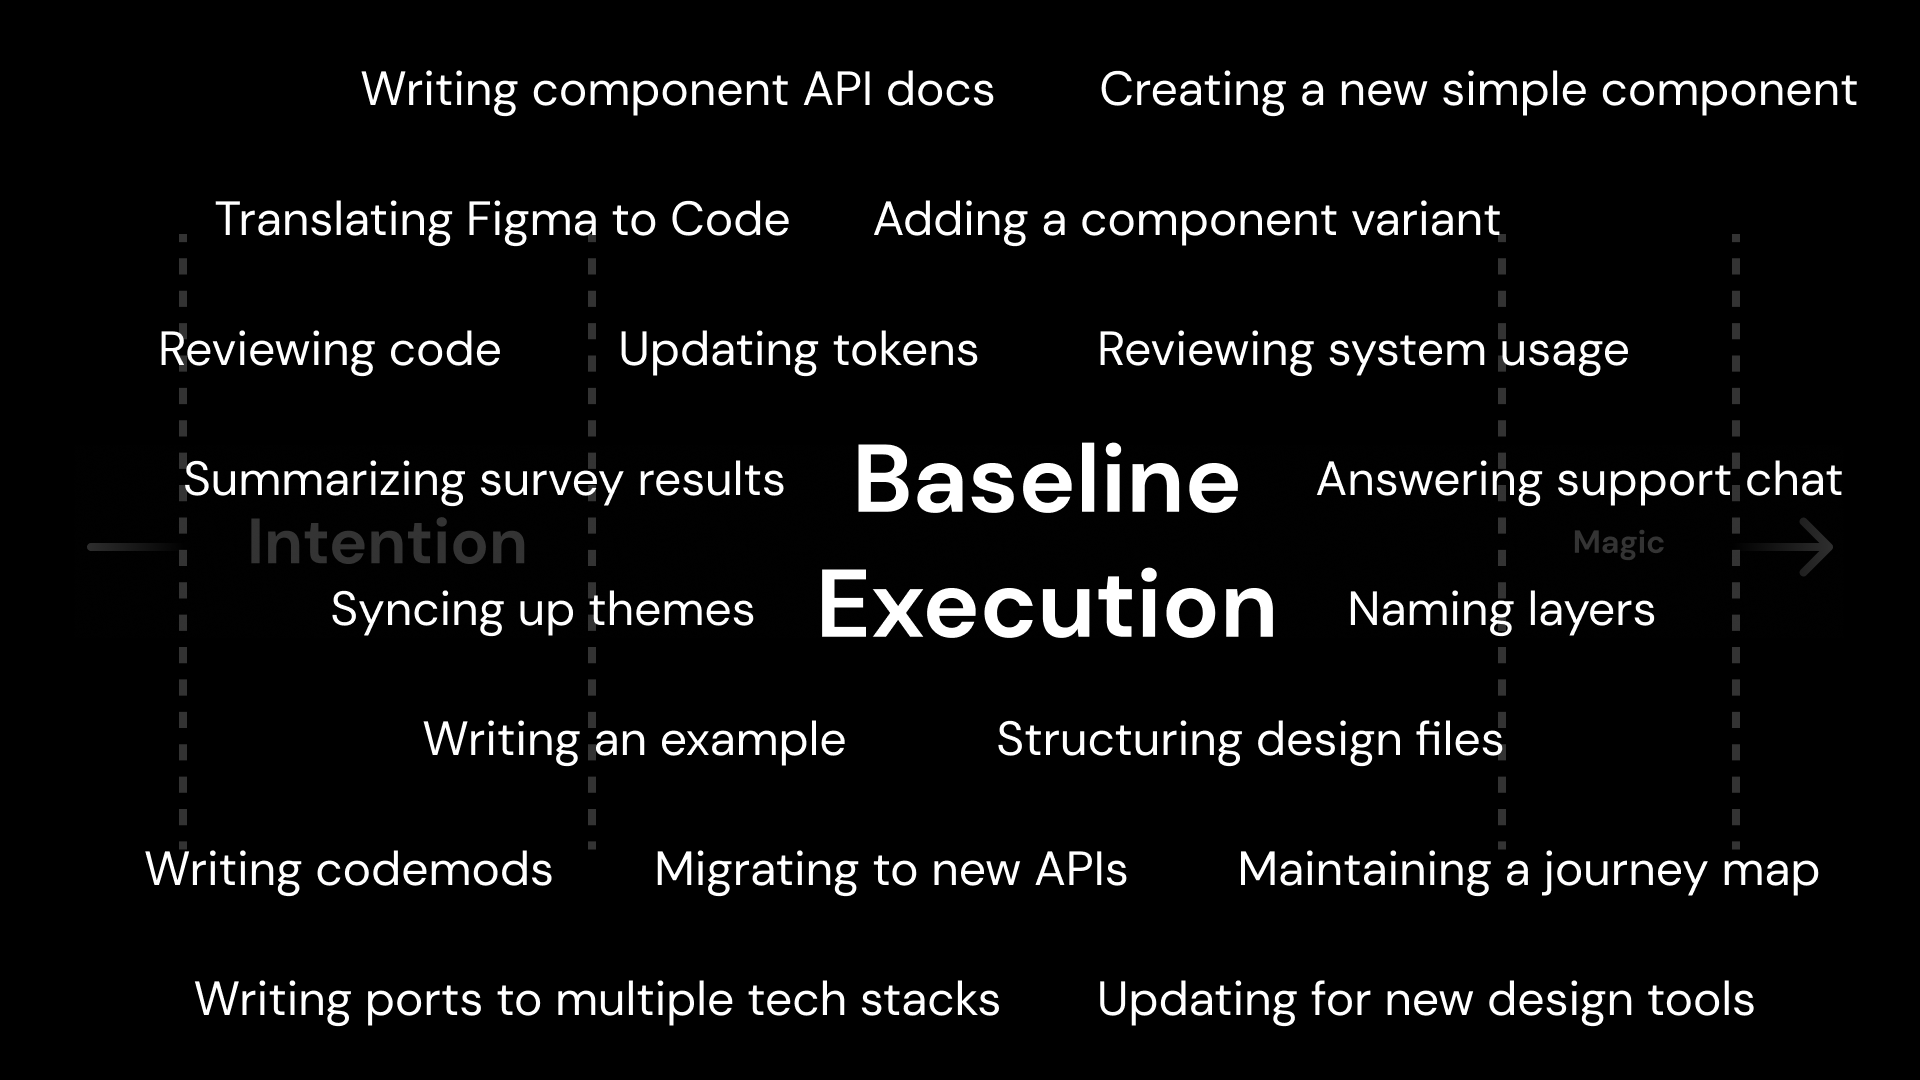 Writing component API docs
Creating a new simple component
Translating Figma to Code
Adding a component variant
Reviewing code
Updating tokens
Reviewing system usage
Summarizing survey results
Baseline
Execution
Answering support chat
Intention
Magic
Syncing up themes
Naming layers
Writing an example
Structuring design files
Writing codemods
Migrating to new APIs
Maintaining a journey map
Writing ports to multiple tech stacks
Updating for new design tools